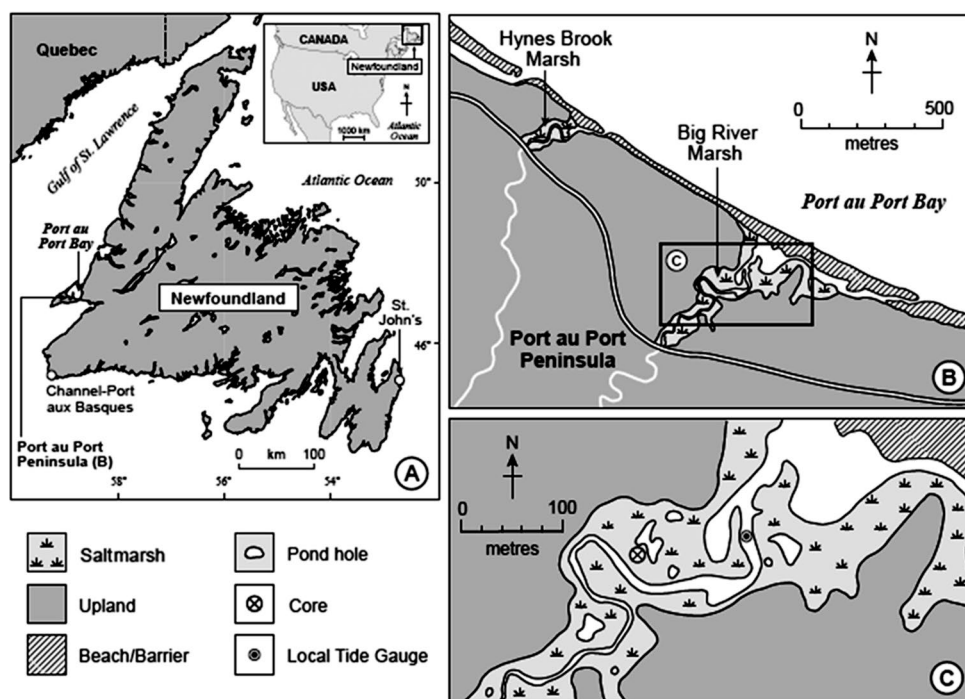 Quebec
CANADA
USA
Newfoundland
N
1000 km
Atlantic
Ocean
Gulf of St. Lawrence
Atlantic Ocean
50°
Port au
Port Bay
Newfoundland
St.
John's
46°
Channel-Port
aux Basques
Port au Port
Peninsula (B)
0 km 100
A
58°
56°
54°
Hynes Brook
Marsh
N
0 500
metres
Big River
Marsh
Port au Port Bay
C
Port au Port
Peninsula
B
N
0 100
metres
C
Saltmarsh
Pond hole
Upland
Core
Beach/Barrier
Local Tide Gauge